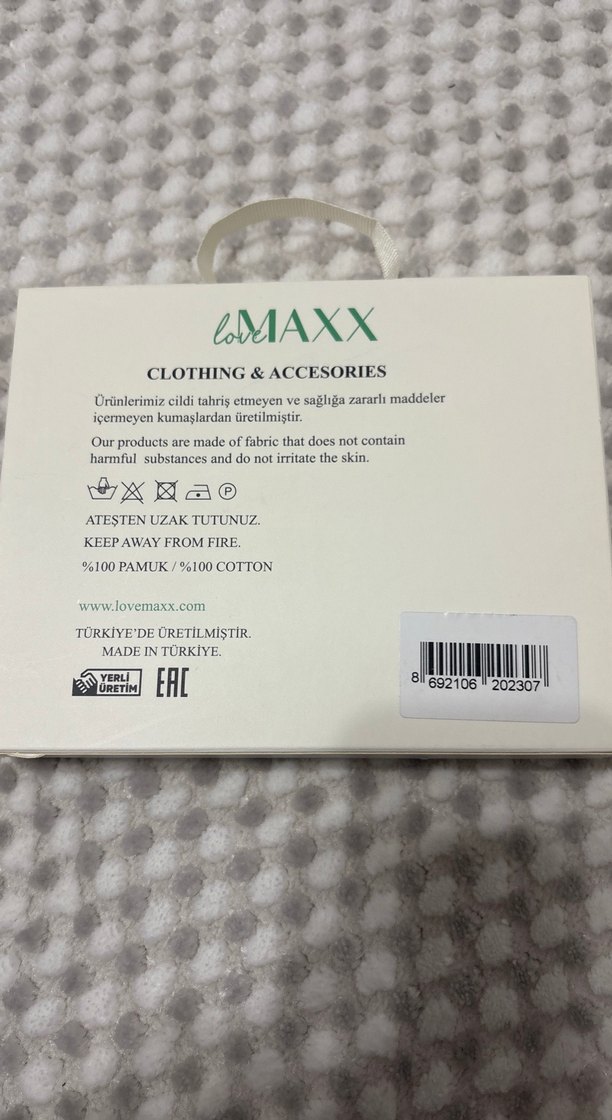 love MAXX
CLOTHING & ACCESORIES
Ürünlerimiz cildi tahriş etmeyen ve sağlığa zararlı maddeler
içermeyen kumaşlardan üretilmiştir.
Our products are made of fabric that does not contain
harmful substances and do not irritate the skin.
P
ATEŞTEN UZAK TUTUNUZ.
KEEP AWAY FROM FIRE.
%100 PAMUK / %100 COTTON
www.lovemaxx.com
TÜRKİYE'DE ÜRETİLMİŞTİR.
MADE IN TÜRKİYE.
YERLİ
ÜRETİM
EAC
8 692106 202307